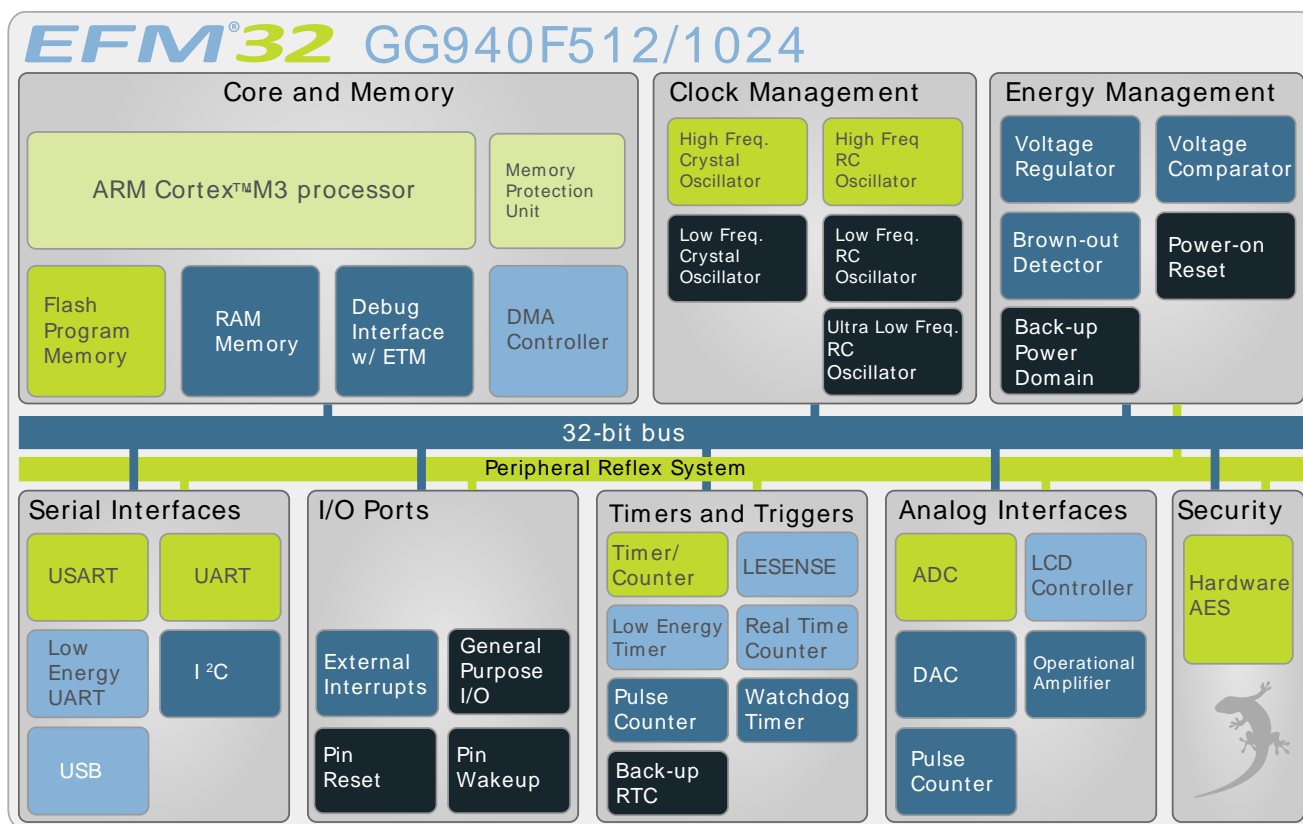 EFM®32 GG940F512/1024
Core and Memory
ARM Cortex™M3 processor
Memory
Protection
Unit
Flash
Program
Memory
RAM
Memory
Debug
Interface
w/ ETM
DMA
Controller
Clock Management
High Freq.
Crystal
Oscillator
High Freq
RC
Oscillator
Low Freq.
Crystal
Oscillator
Low Freq.
RC
Oscillator
Ultra Low Freq.
RC
Oscillator
Energy Management
Voltage
Regulator
Voltage
Comparator
Brown-out
Detector
Power-on
Reset
Back-up
Power
Domain
32-bit bus
Peripheral Reflex System
Serial Interfaces
USART
UART
Low
Energy
UART
I²C
USB
I/O Ports
External
Interrupts
General
Purpose
I/O
Pin
Reset
Pin
Wakeup
Timers and Triggers
Timer/
Counter
LESENSE
Low Energy
Timer
Real Time
Counter
Pulse
Counter
Watchdog
Timer
Back-up
RTC
Analog Interfaces
ADC
LCD
Controller
DAC
Operational
Amplifier
Pulse
Counter
Security
Hardware
AES